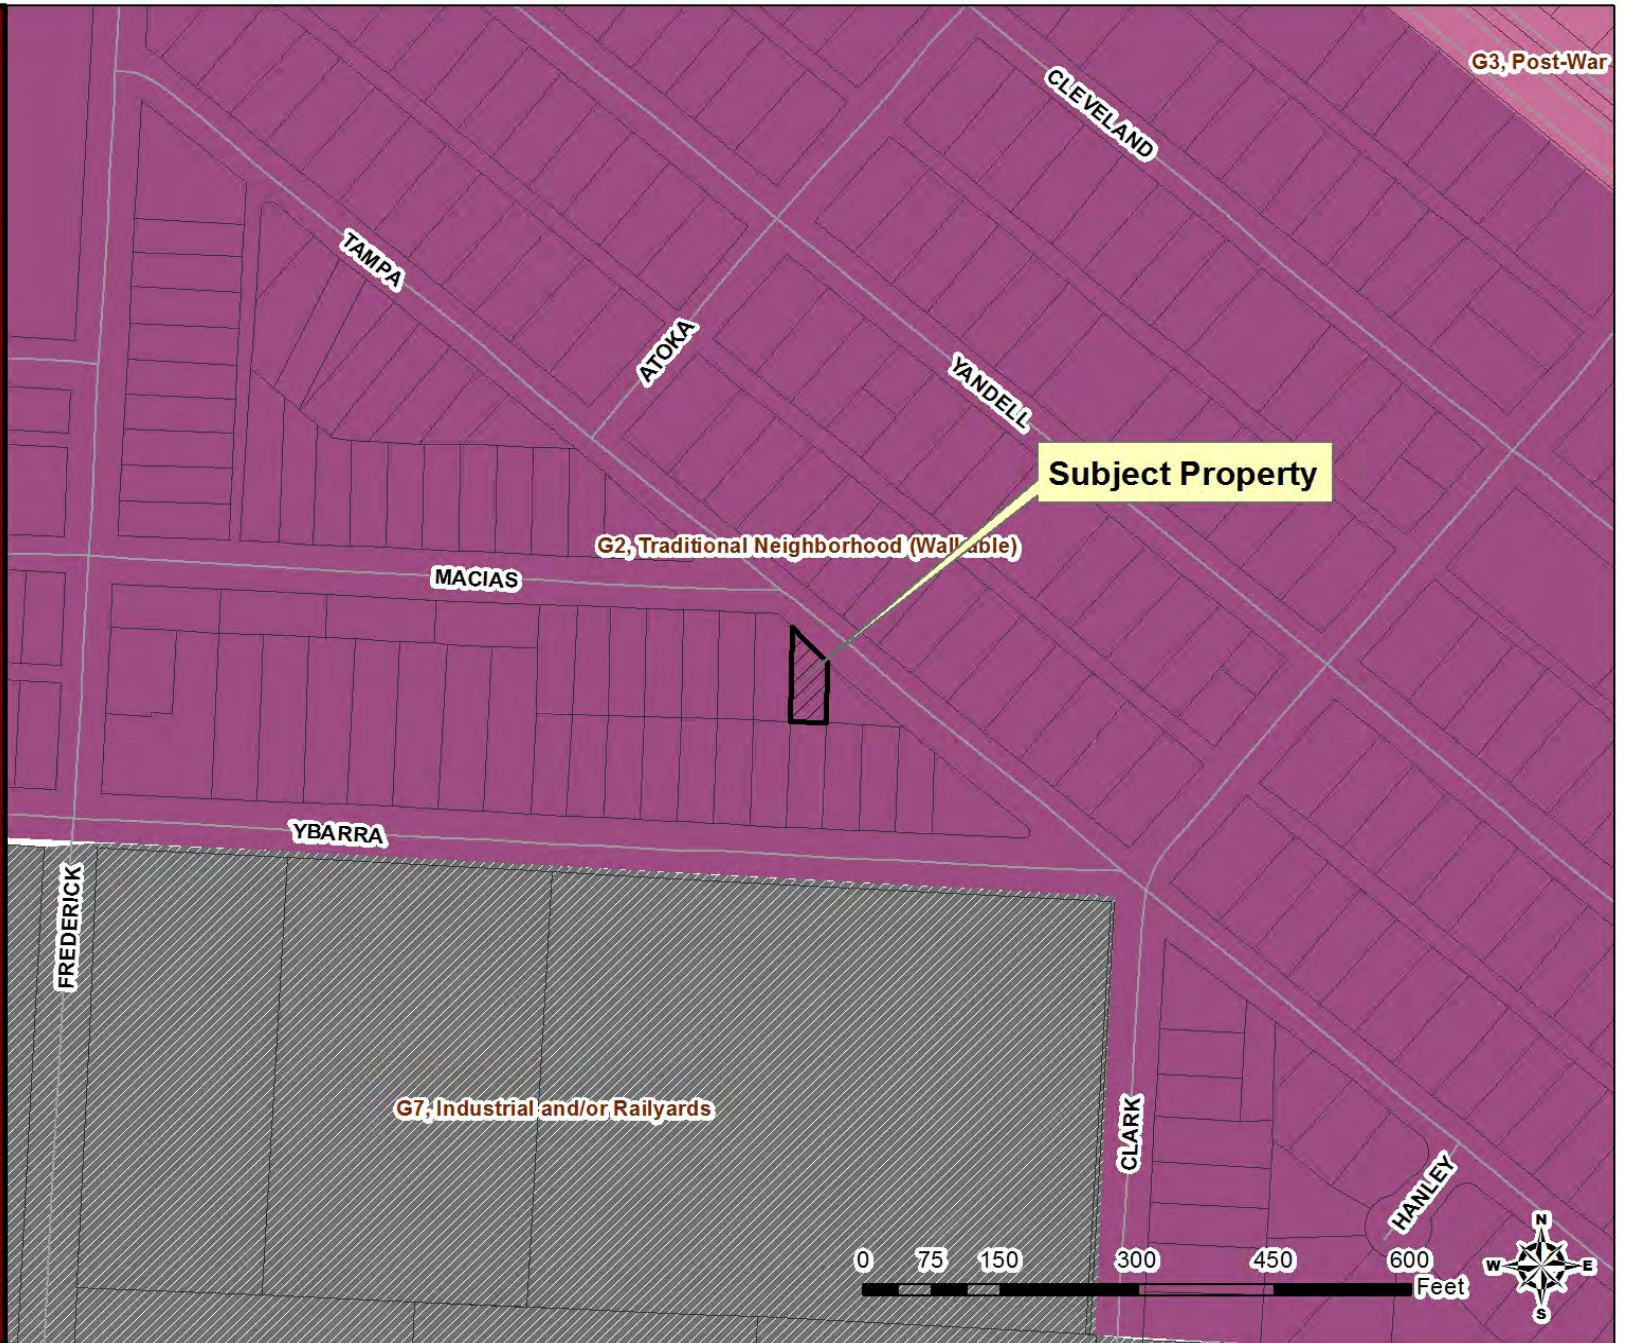 G3, Post-War
CLEVELAND
TAMPA
ATOKA
YANDELL
Subject Property
G2, Traditional Neighborhood (Walkable)
MACIAS
YBARRA
FREDERICK
G7, Industrial and/or Railyards
CLARK
HANLEY
0 75 150 300 450 600
Feet
N
W E
S